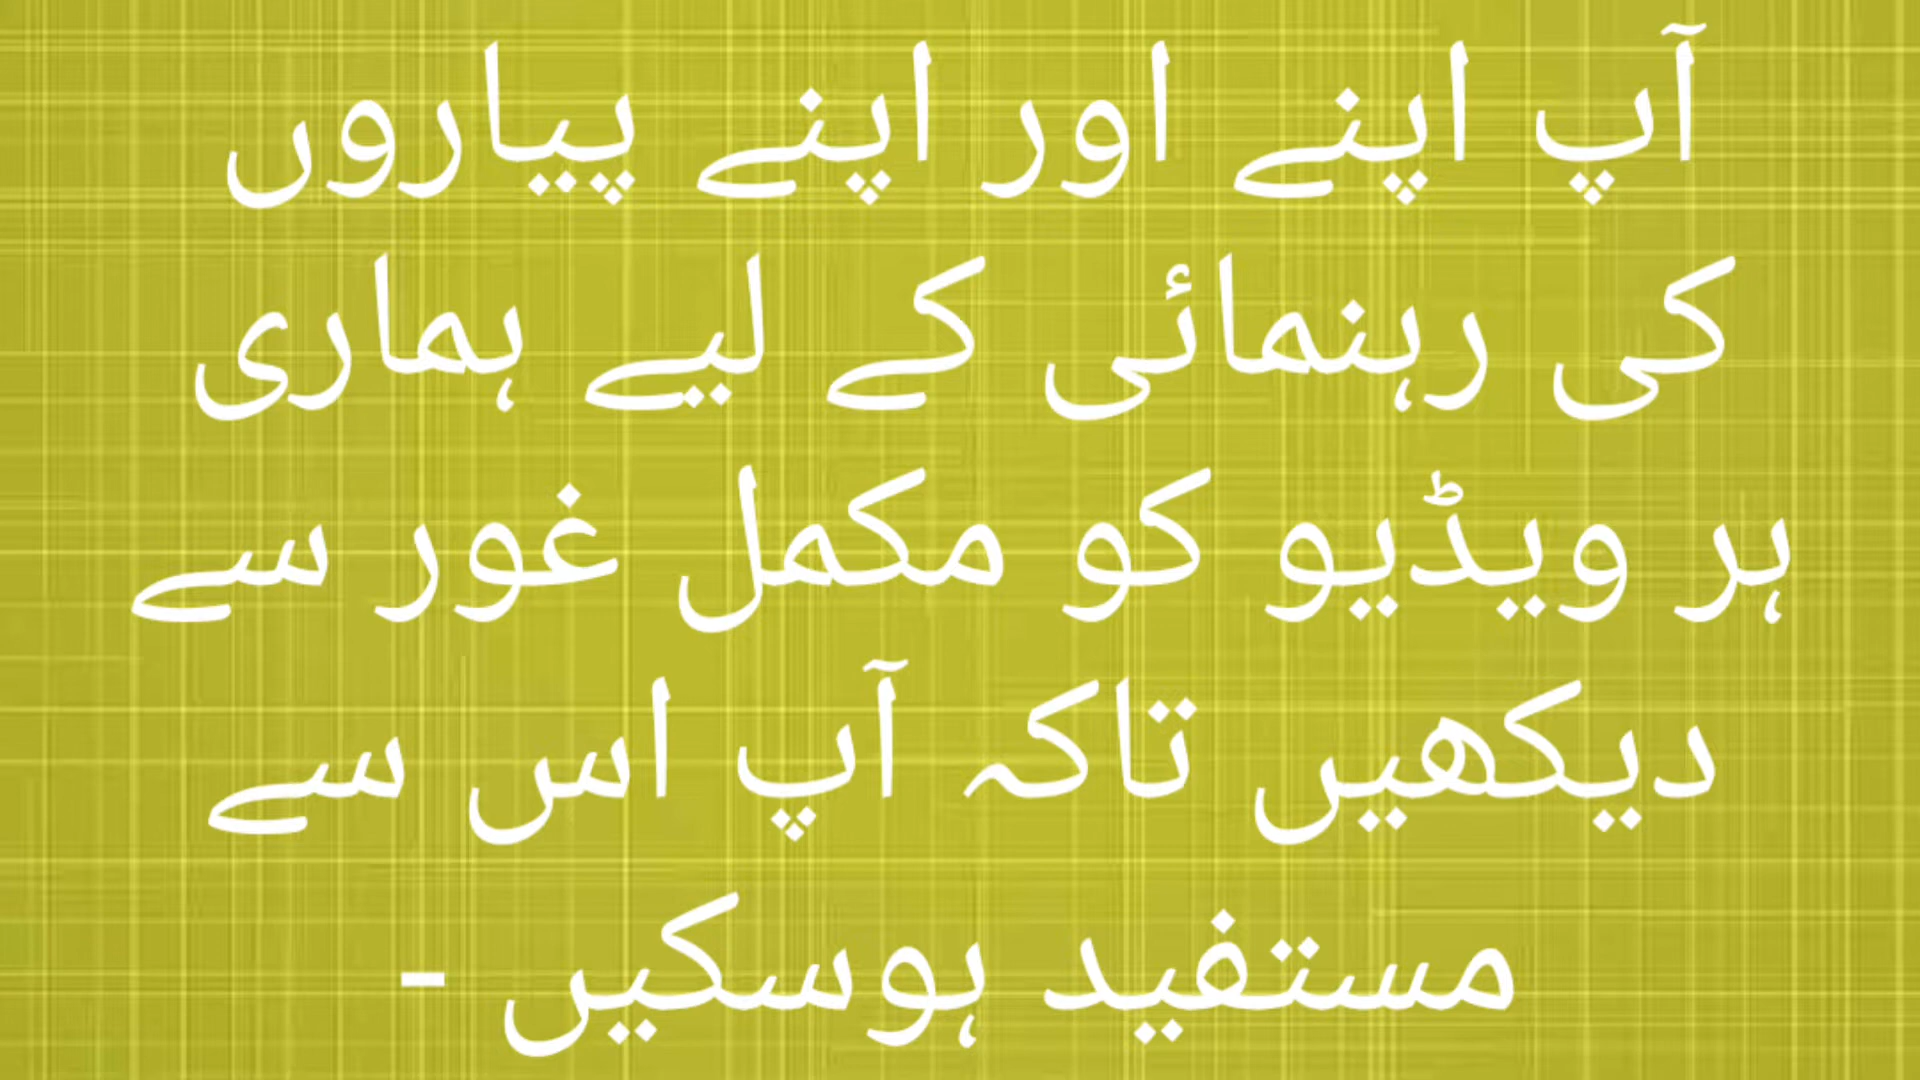 آپ اپنے اور اپنے پیاروں
کی رہنمائی کے لیے ہماری
ہر ویڈیو کو مکمل غور سے
دیکھیں تاکہ آپ اس سے
مستفید ہوسکیں -